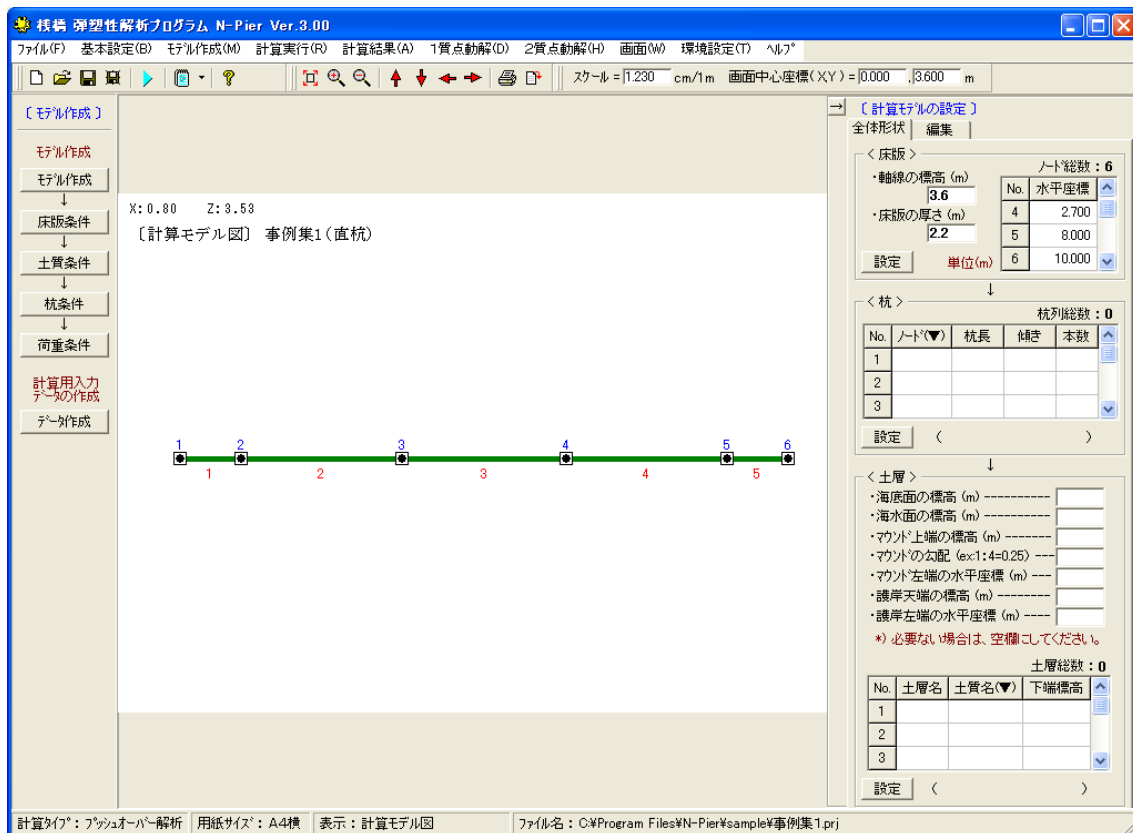 桟橋 弾塑性解析プログラム N-Pier Ver.3.00
ファイル(F) 基本設定(B) モデル作成(M) 計算実行(R) 計算結果(A) 1質点動解(D) 2質点動解(H) 画面(W) 環境設定(T) ヘルプ
スケール = 1.230 cm/1m 画面中心座標(XY) = 0.000 , 3.600 m
〔モデル作成〕
モデル作成
モデル作成
↓
床版条件
↓
土質条件
↓
杭条件
↓
荷重条件
計算用入力
データの作成
データ作成
X:0.80 Z:3.53
〔計算モデル図〕 事例集1(直杭)
1 2 3 4 5 6
1 2 3 4 5
→ 〔計算モデルの設定〕
全体形状 編集
<床版>
ノード総数:6
・軸線の標高 (m)
3.6
・床版の厚さ (m)
2.2
設定 単位(m)
No. 水平座標
4 2.700
5 8.000
6 10.000
↓
<杭>
杭列総数:0
No. ノード(▼) 杭長 傾き 本数
1
2
3
設定 ( )
↓
<土層>
・海底面の標高 (m) ----------
・海水面の標高 (m) ----------
・マウンド上端の標高 (m) -------
・マウンドの勾配 (ex:1:4=0.25) ---
・マウンド左端の水平座標 (m) ---
・護岸天端の標高 (m) --------
・護岸左端の水平座標 (m) ----
*) 必要ない場合は、空欄にしてください。
土層総数:0
No. 土層名 土質名(▼) 下端標高
1
2
3
設定 ( )
計算タイプ:プッシュオーバー解析 用紙サイズ:A4横 表示:計算モデル図 ファイル名:C:¥Program Files¥N-Pier¥sample¥事例集1.prj